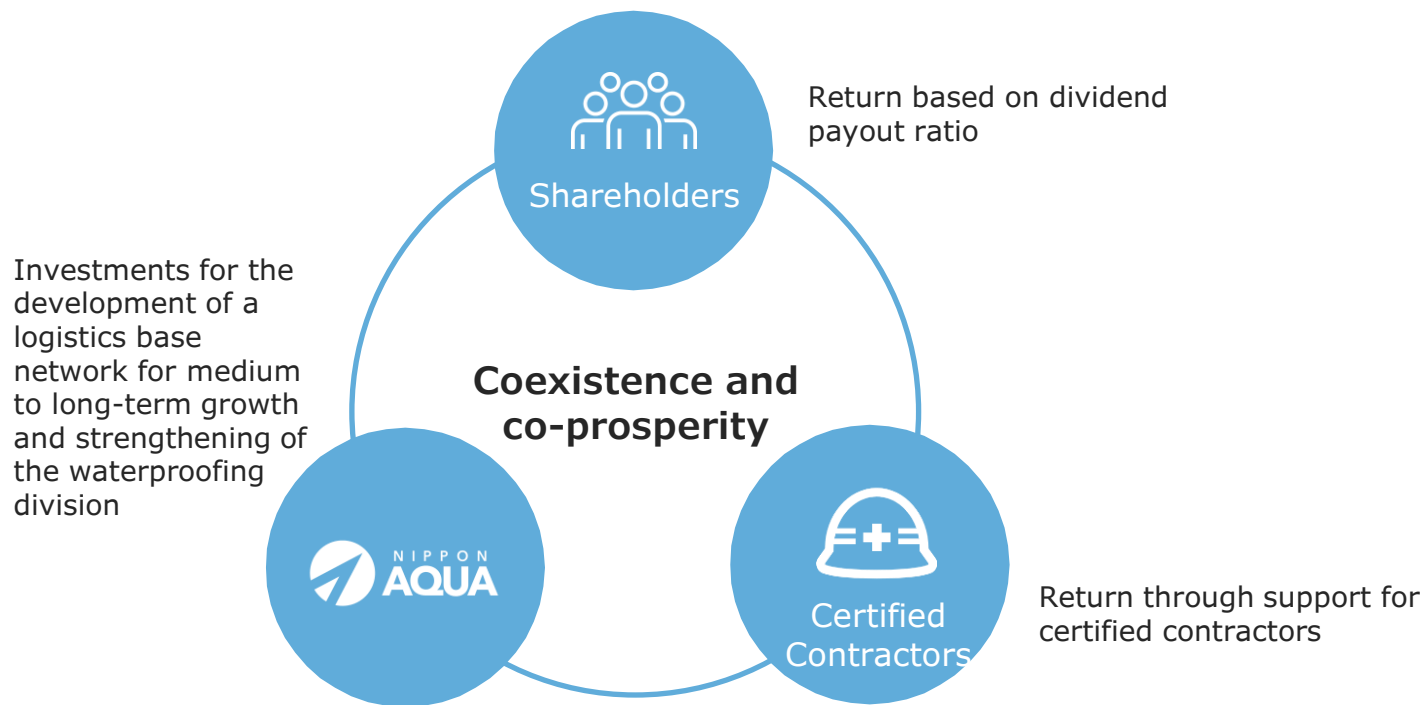 Return based on dividend
payout ratio
Shareholders
Investments for the
development of a
logistics base
network for medium
to long-term growth
and strengthening of
the waterproofing
division
Coexistence and
co-prosperity
NIPPON
AQUA
Certified
Contractors
Return through support for
certified contractors